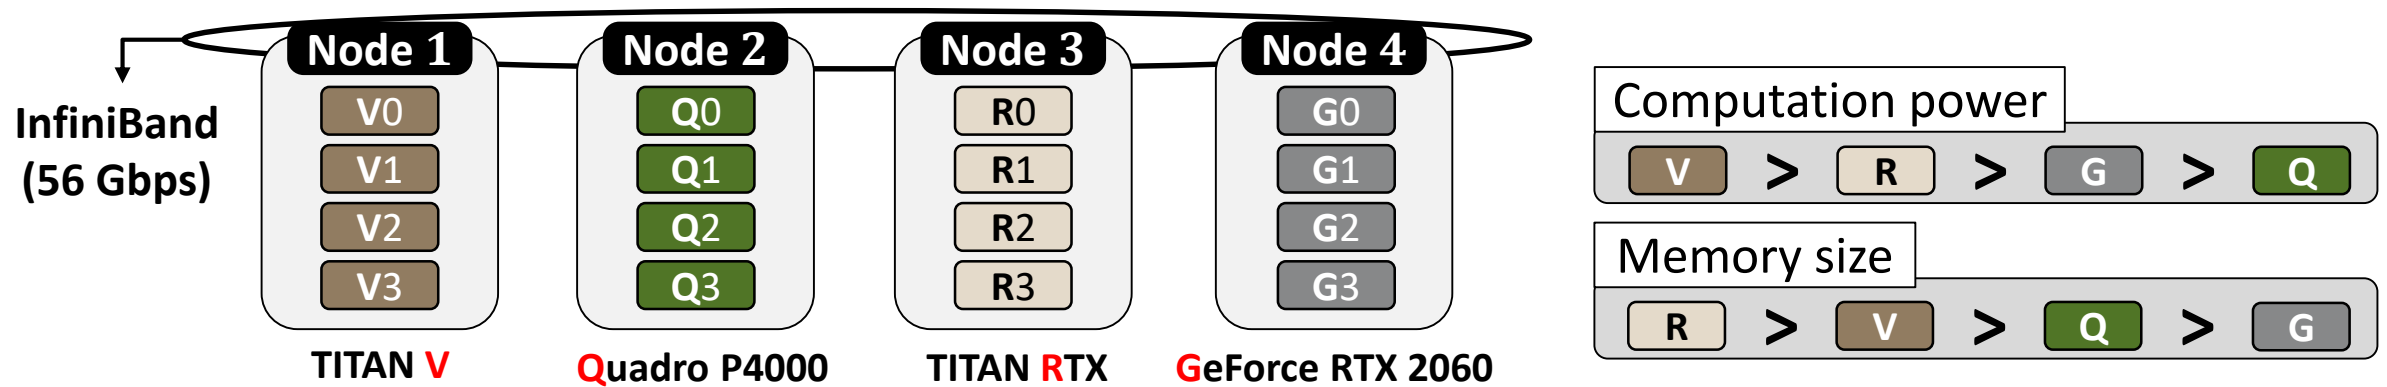 Node 1
Node 2
Node 3
Node 4
InfiniBand
(56 Gbps)
V0
V1
V2
V3
Q0
Q1
Q2
Q3
R0
R1
R2
R3
G0
G1
G2
G3
TITAN V
Quadro P4000
TITAN RTX
GeForce RTX 2060
Computation power
V > R > G > Q
Memory size
R > V > Q > G